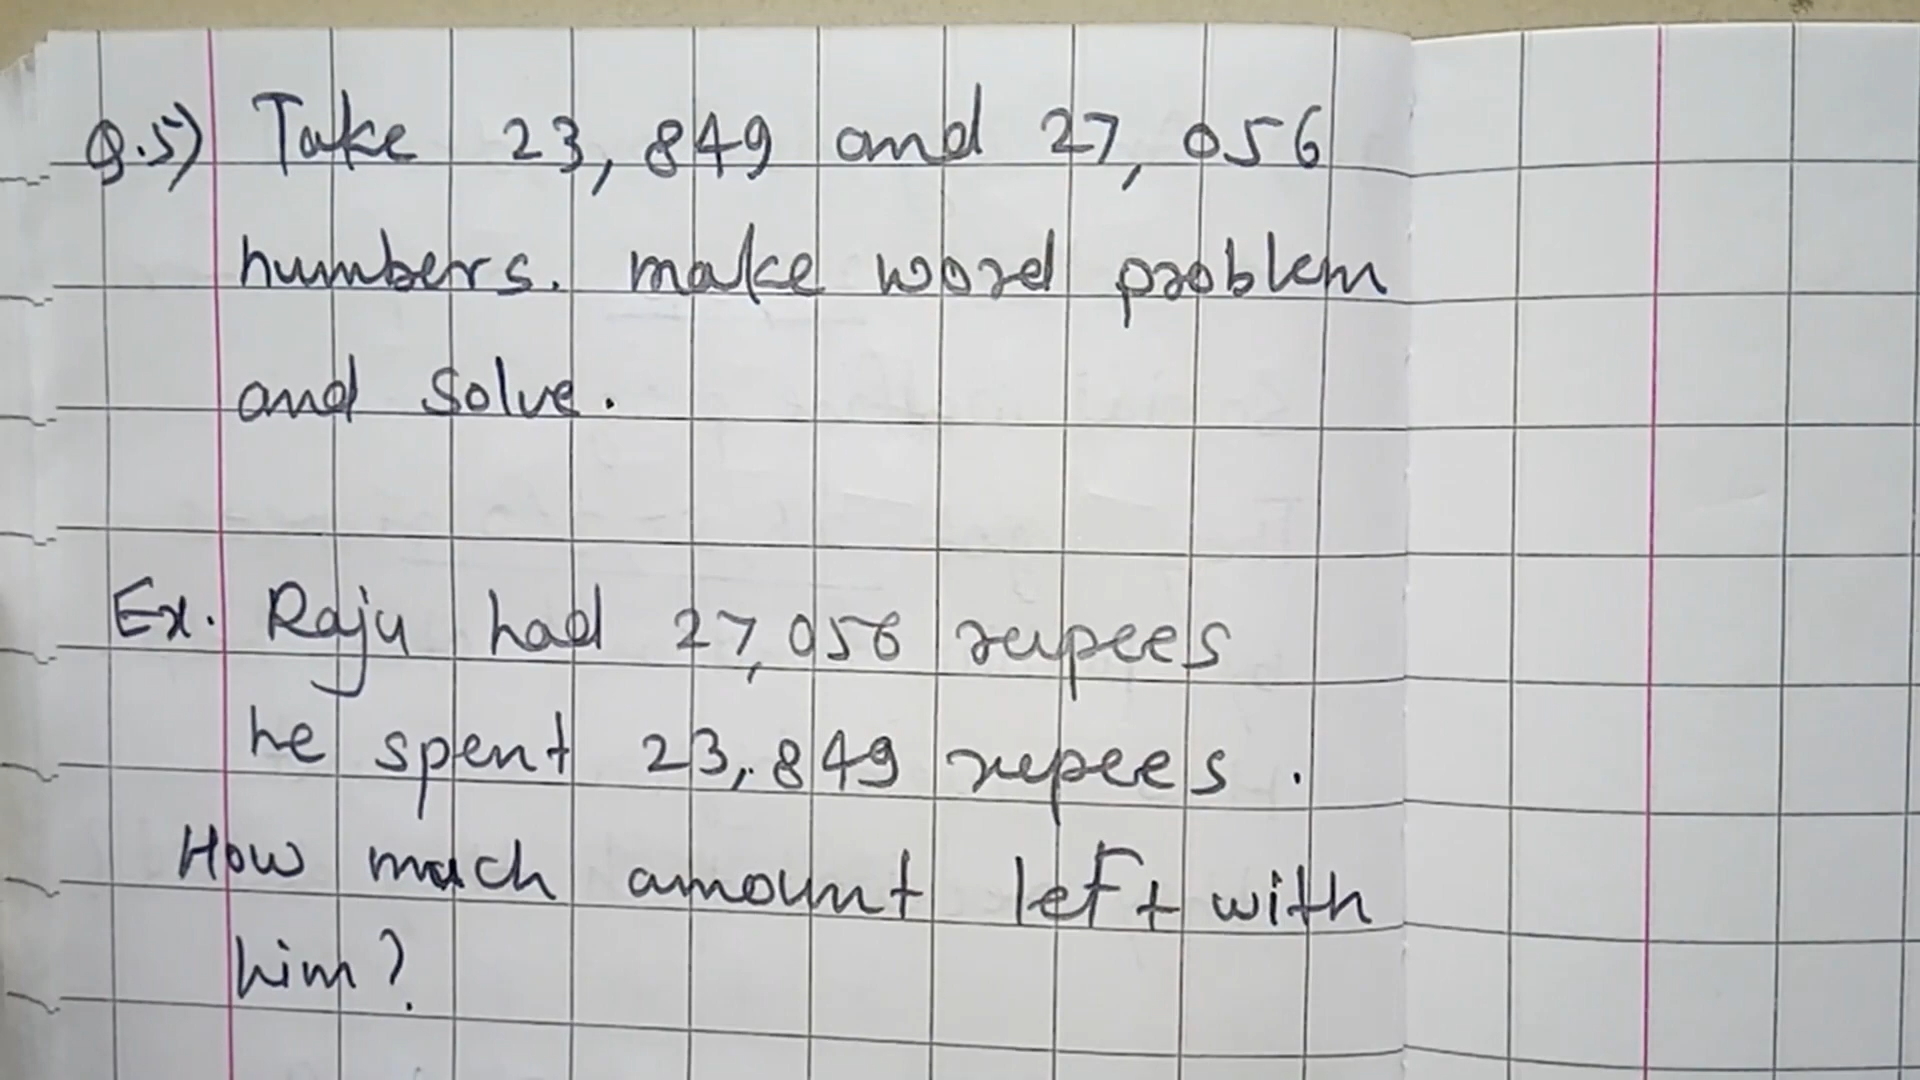 Q.5) Take 23,849 and 27,056
numbers. make word problem
and solve.
Ex. Raju had 27,056 rupees
he spent 23,849 rupees.
How much amount left with
him?